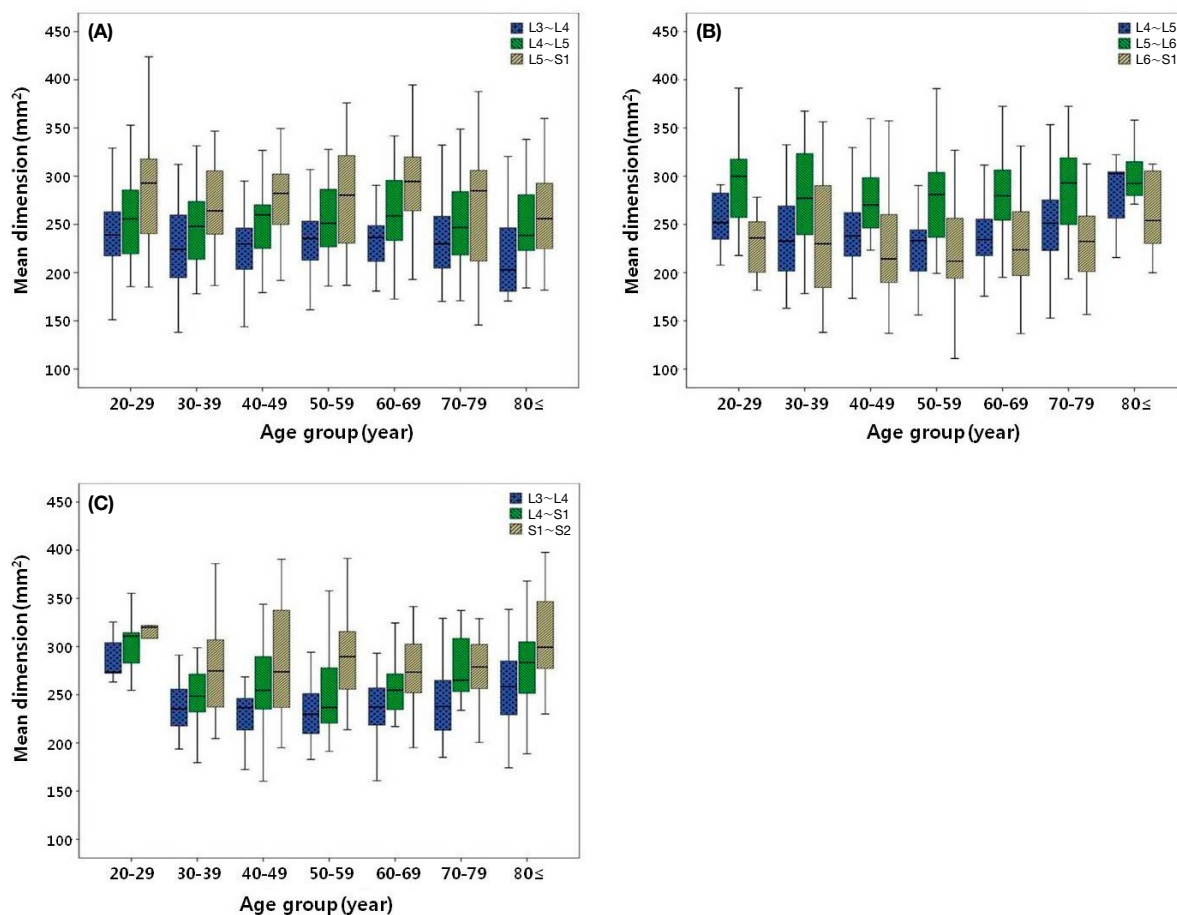 (A)
L3~L4
L4~L5
L5~S1
Mean dimension (mm²)
450
400
350
300
250
200
150
100
20-29 30-39 40-49 50-59 60-69 70-79 80≤
Age group (year)
(B)
L4~L5
L5~L6
L6~S1
Mean dimension (mm²)
450
400
350
300
250
200
150
100
20-29 30-39 40-49 50-59 60-69 70-79 80≤
Age group (year)
(C)
L3~L4
L4~S1
S1~S2
Mean dimension (mm²)
450
400
350
300
250
200
150
100
20-29 30-39 40-49 50-59 60-69 70-79 80≤
Age group (year)